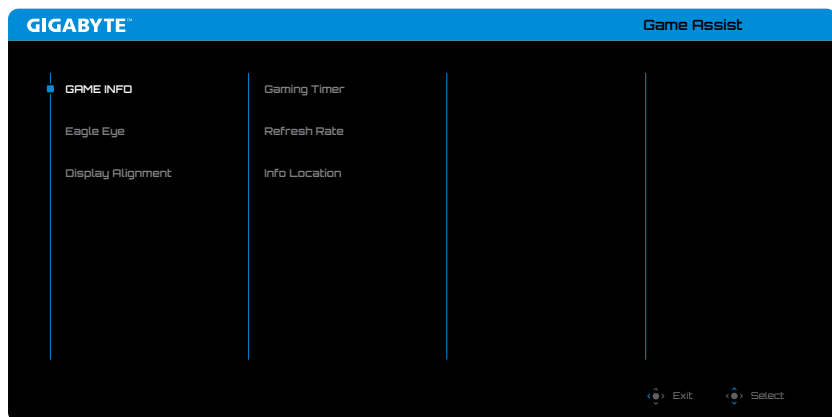 GIGABYTE™
Game Assist
GAME INFO
Gaming Timer
Eagle Eye
Refresh Rate
Display Alignment
Info Location
Exit
Select